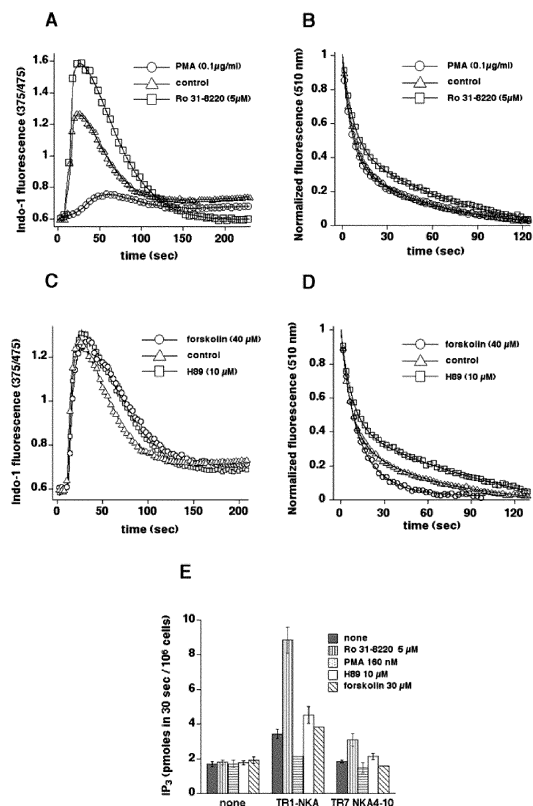 A
Indo-1 fluorescence (375/475)
1.6
1.4
1.2
1
0.8
0.6
PMA (0.1µg/ml)
control
Ro 31-8220 (5µM)
0 50 100 150 200
time (sec)
B
Normalized fluorescence (510 nm)
1
0.8
0.6
0.4
0.2
0
PMA (0.1µg/ml)
control
Ro 31-8220 (5µM)
0 30 60 90 120
time (sec)
C
Indo-1 fluorescence (375/475)
1.2
1
0.8
0.6
forskolin (40 µM)
control
H89 (10 µM)
0 50 100 150 200
time (sec)
D
Normalized fluorescence (510 nm)
1
0.8
0.6
0.4
0.2
0
forskolin (40 µM)
control
H89 (10 µM)
0 30 60 90 120
time (sec)
E
IP3 (pmoles in 30 sec / 10⁶ cells)
10
8
6
4
2
0
none
Ro 31-8220 5 µM
PMA 160 nM
H89 10 µM
forskolin 30 µM
none TR1-NKA TR7 NKA4-10